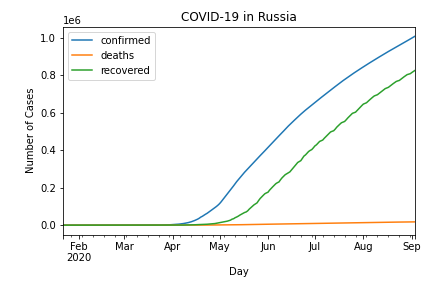 COVID-19 in Russia
1e6
confirmed
deaths
recovered
1.0
0.8
0.6
0.4
0.2
0.0
Number of Cases
Feb Mar Apr May Jun Jul Aug Sep
2020
Day